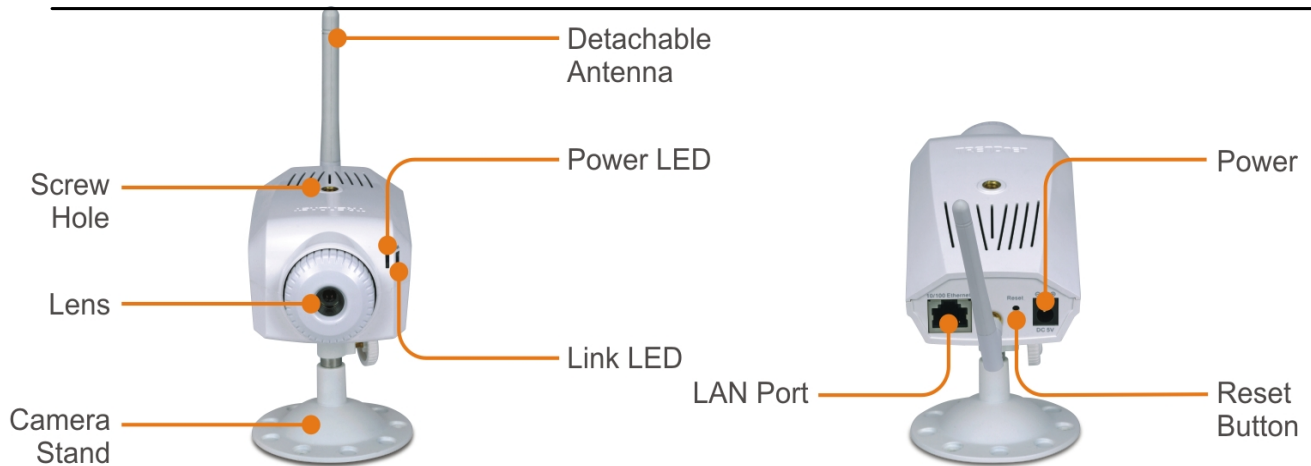 Detachable
Antenna
Power LED
Screw
Hole
Lens
Link LED
Camera
Stand
Power
10/100 Ethernet
Reset
DC 5V
LAN Port
Reset
Button